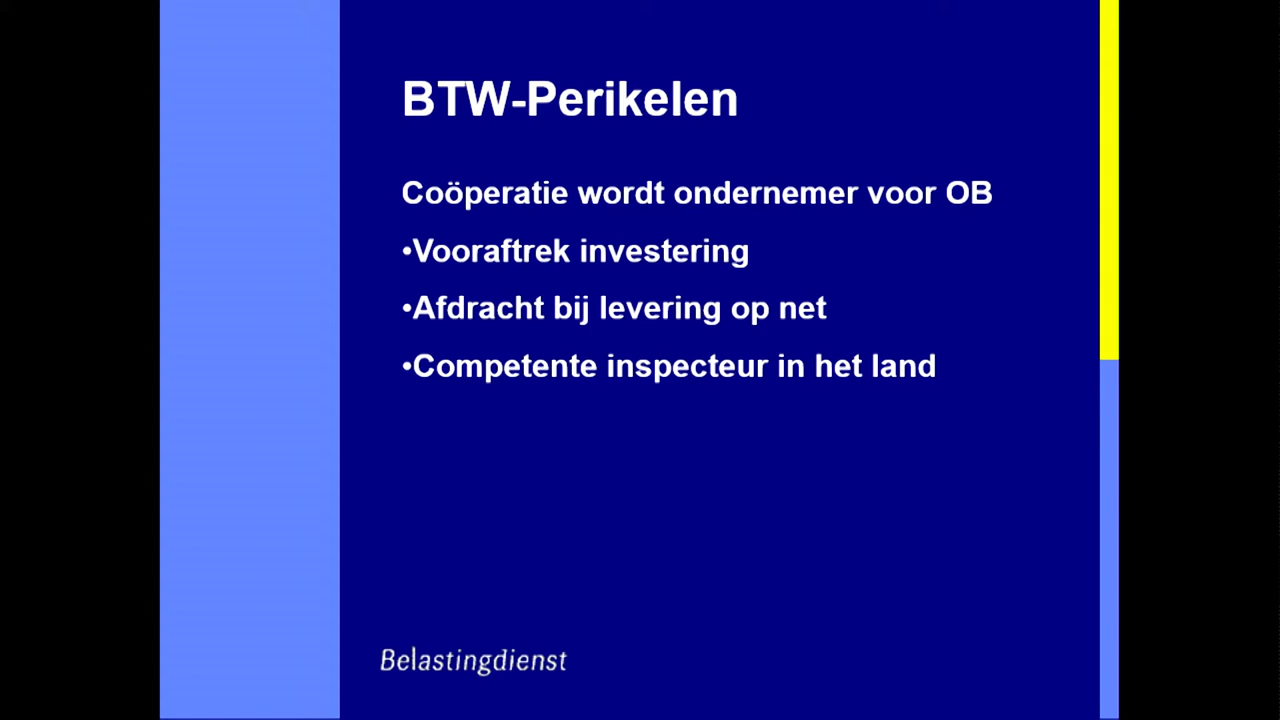 BTW-Perikelen
Coöperatie wordt ondernemer voor OB
•Vooraftrek investering
•Afdracht bij levering op net
•Competente inspecteur in het land
Belastingdienst